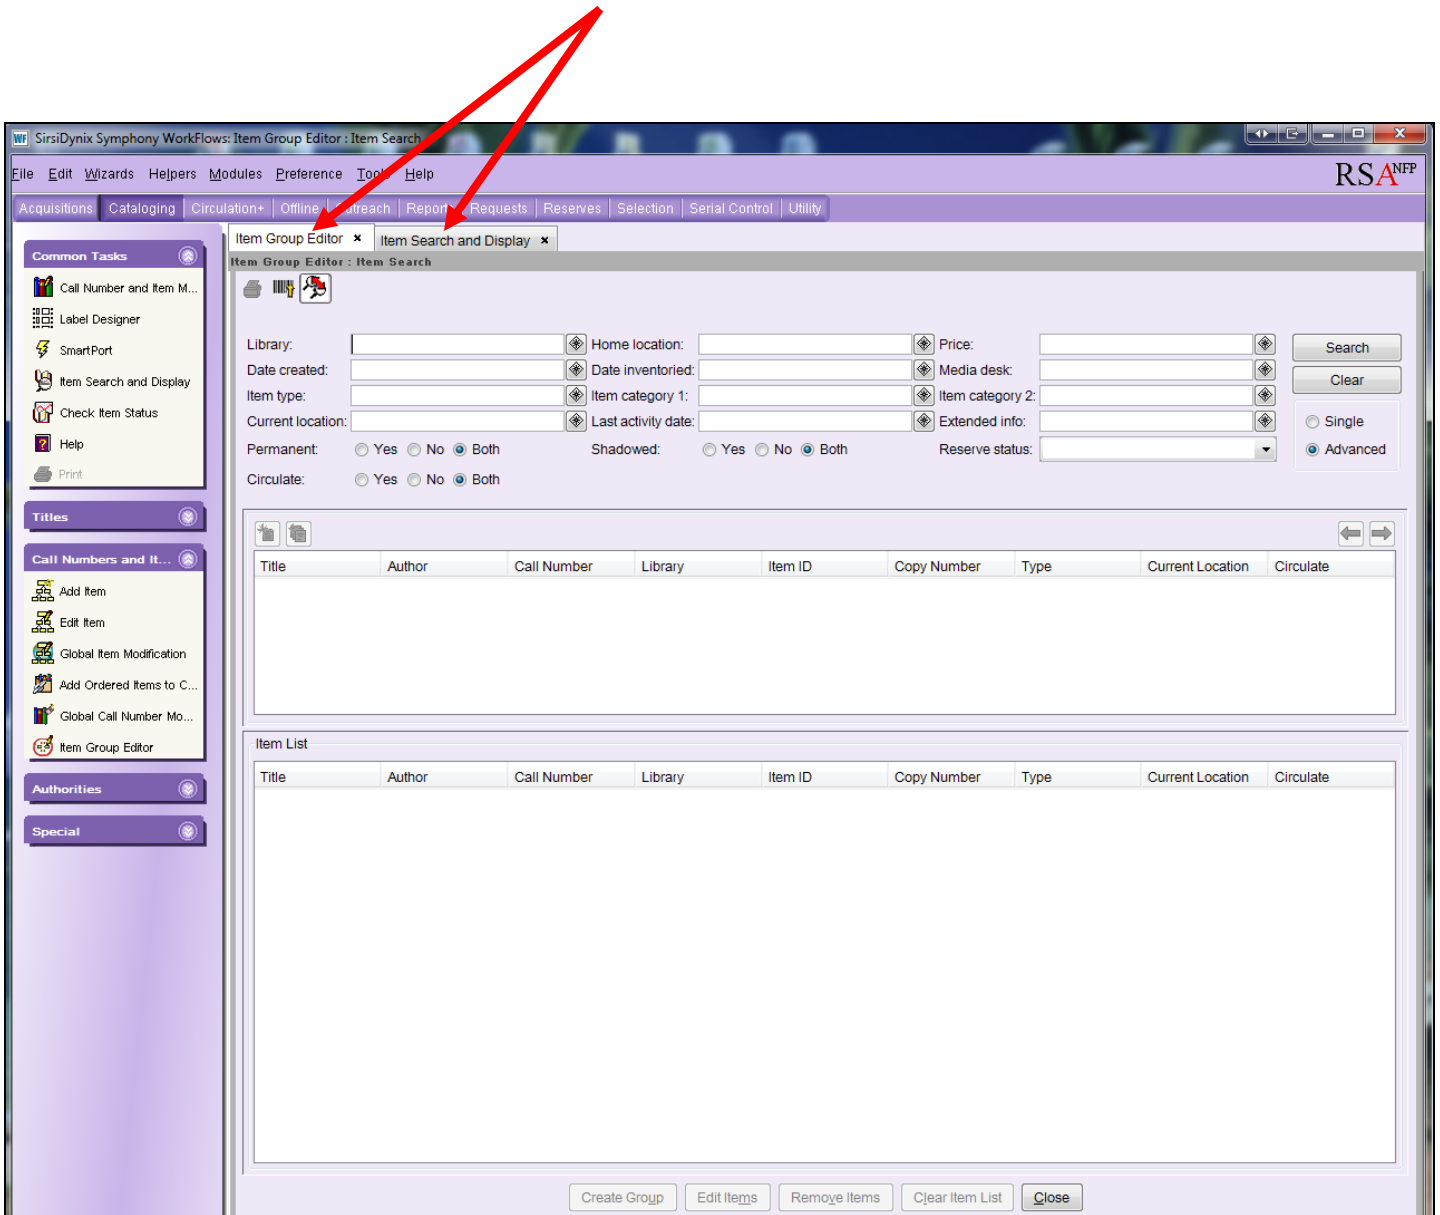 WF SirsiDynix Symphony WorkFlows: Item Group Editor : Item Search
File Edit Wizards Helpers Modules Preference Tools Help
RSANFP
Acquisitions Cataloging Circulation+ Offline Outreach Reports Requests Reserves Selection Serial Control Utility
Item Group Editor × Item Search and Display ×
Item Group Editor : Item Search
Common Tasks
Call Number and Item M...
Label Designer
SmartPort
Item Search and Display
Check Item Status
Help
Print
Titles
Call Numbers and It...
Add Item
Edit Item
Global Item Modification
Add Ordered Items to C...
Global Call Number Mo...
Item Group Editor
Authorities
Special
Library: Home location: Price: Search
Date created: Date inventoried: Media desk: Clear
Item type: Item category 1: Item category 2:
Current location: Last activity date: Extended info: Single
Permanent: Yes No Both Shadowed: Yes No Both Reserve status: Advanced
Circulate: Yes No Both
Title Author Call Number Library Item ID Copy Number Type Current Location Circulate
Item List
Title Author Call Number Library Item ID Copy Number Type Current Location Circulate
Create Group Edit Items Remove Items Clear Item List Close